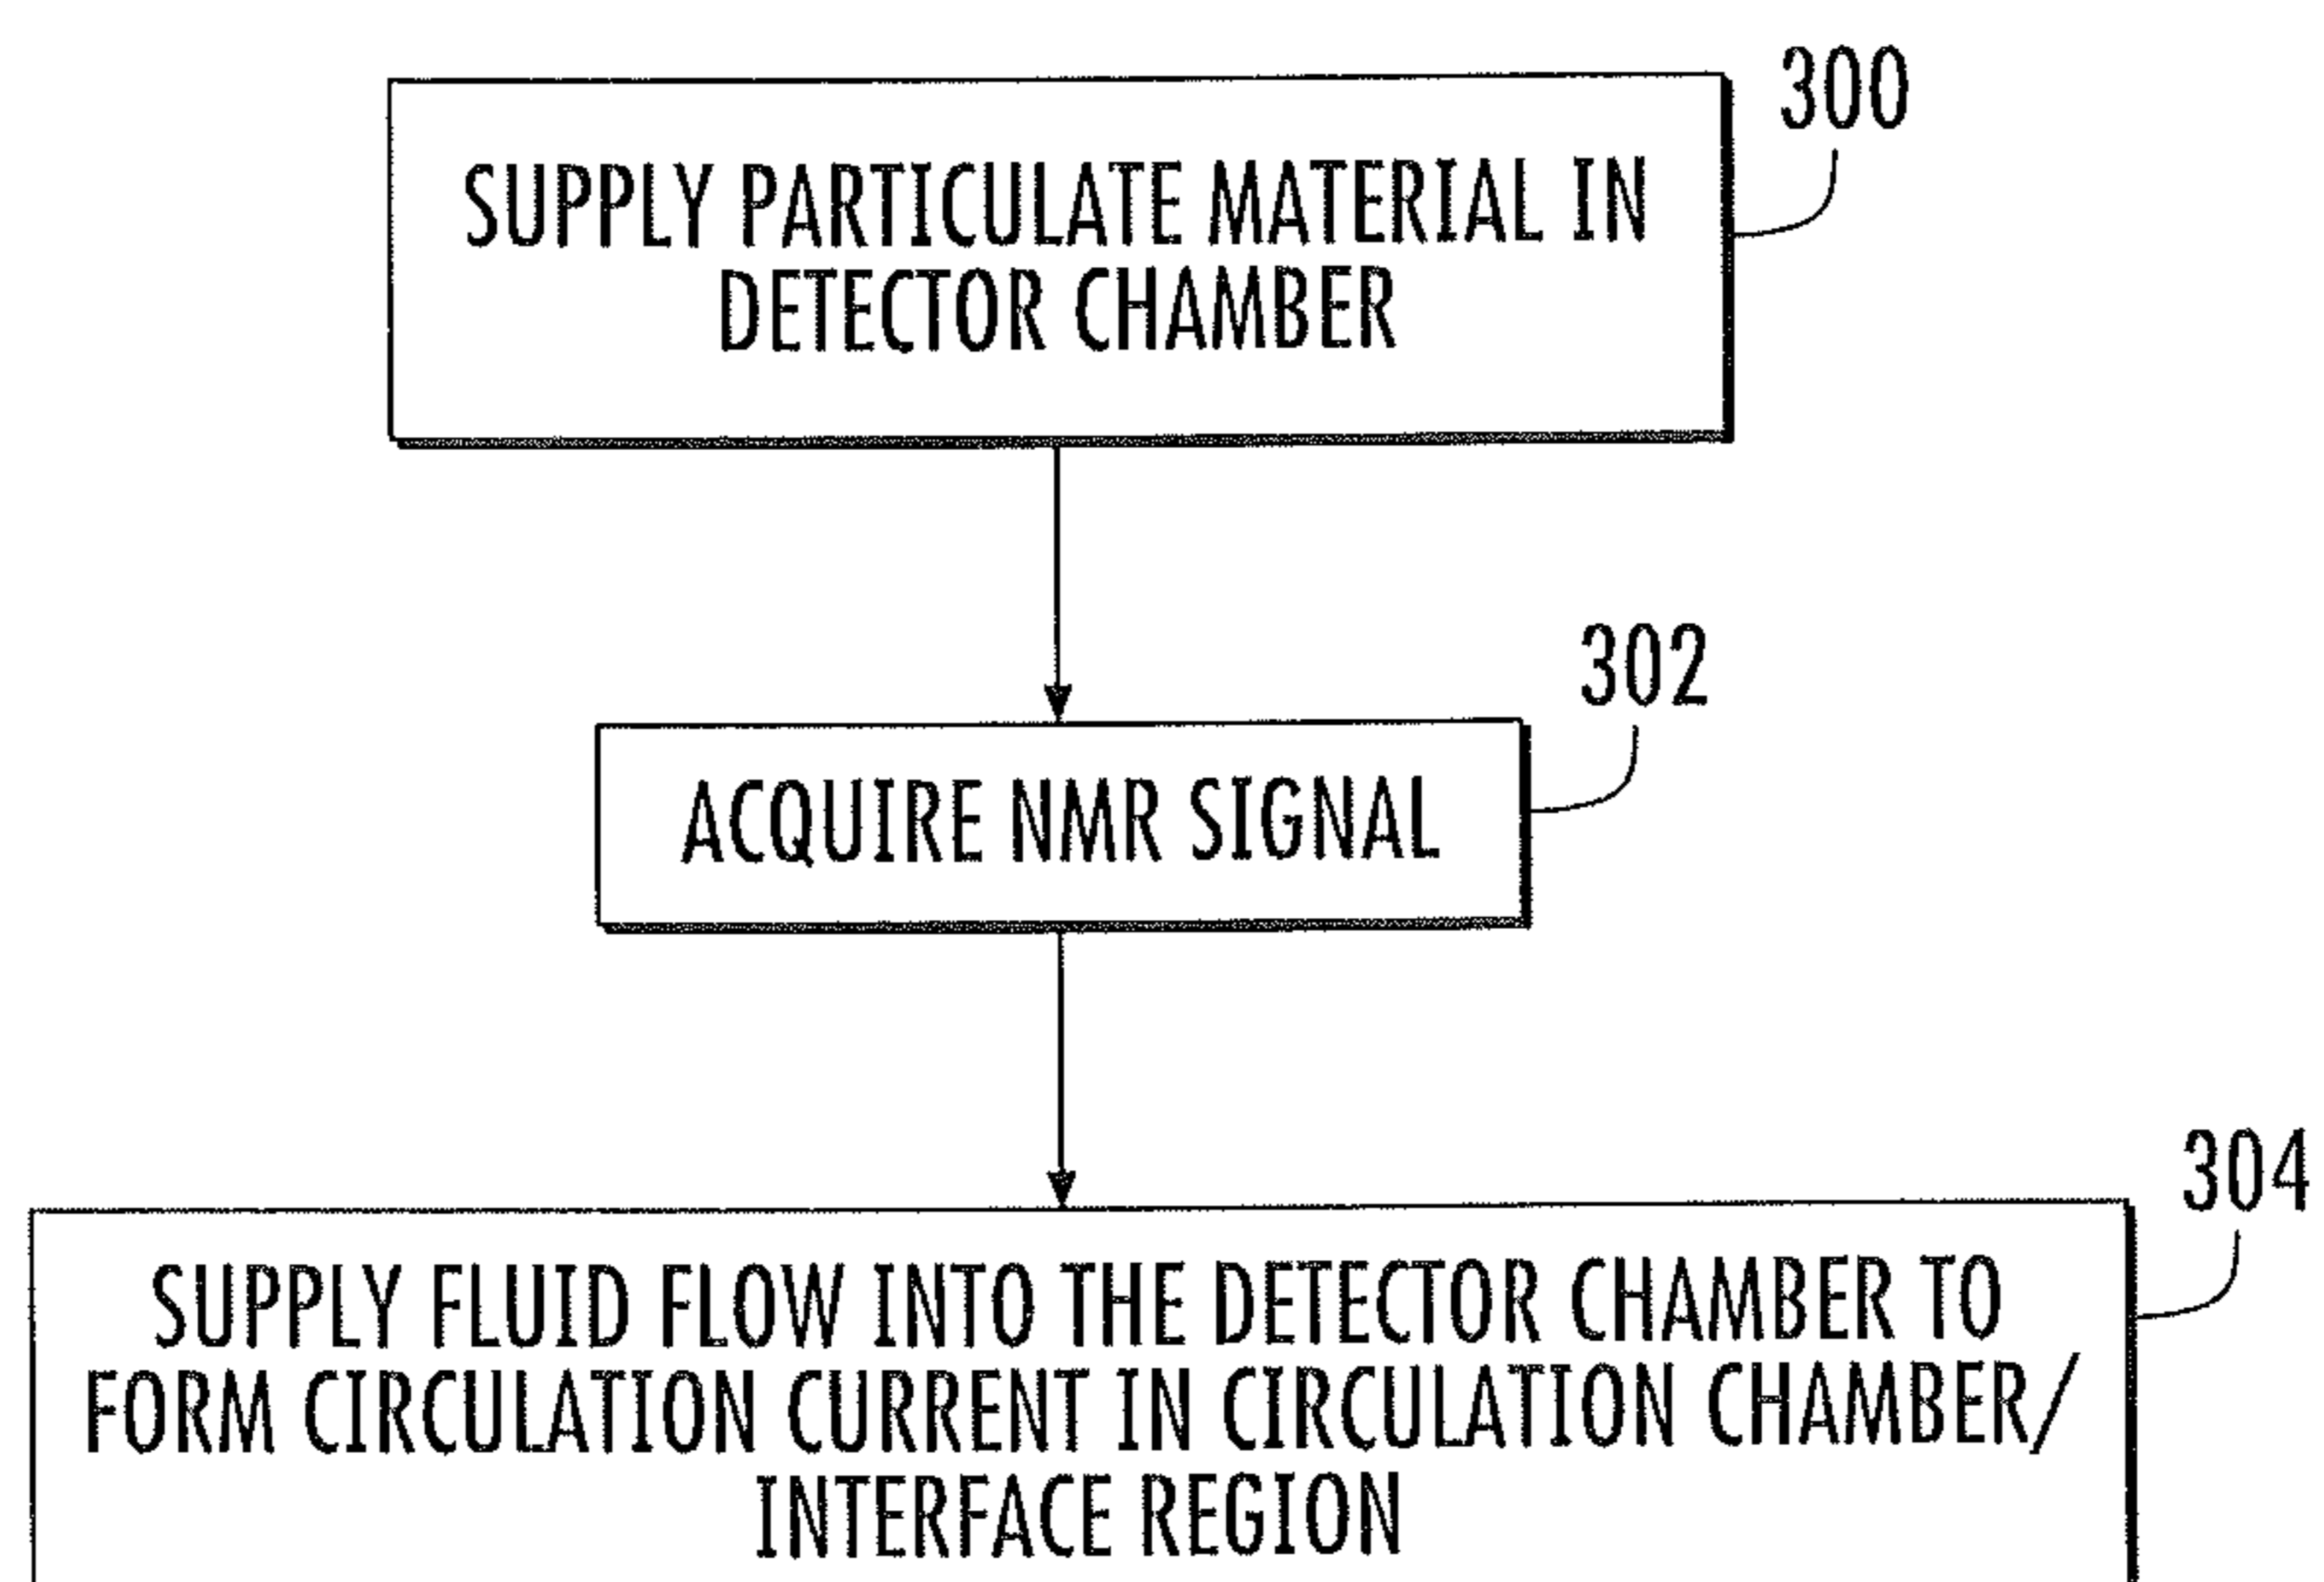 300
SUPPLY PARTICULATE MATERIAL IN
DETECTOR CHAMBER
302
ACQUIRE NMR SIGNAL
304
SUPPLY FLUID FLOW INTO THE DETECTOR CHAMBER TO
FORM CIRCULATION CURRENT IN CIRCULATION CHAMBER/
INTERFACE REGION